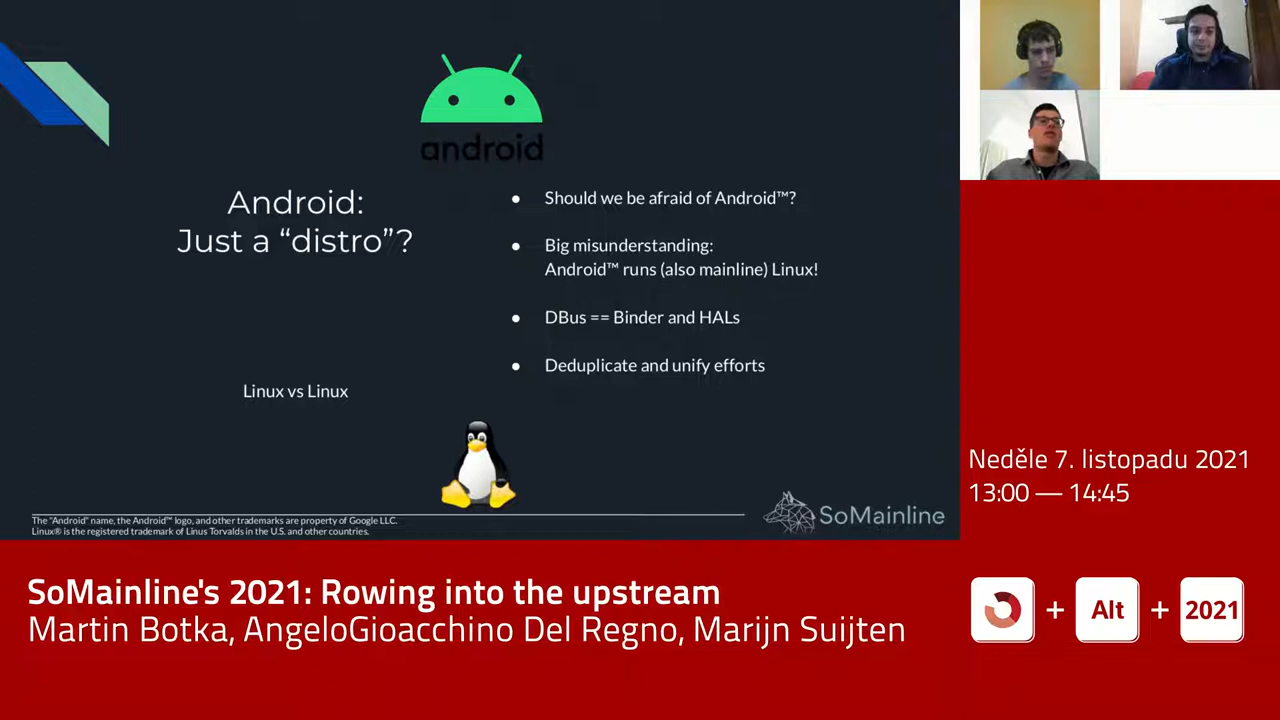 android
Android:
Just a “distro”?
Linux vs Linux
● Should we be afraid of Android™?
● Big misunderstanding:
Android™ runs (also mainline) Linux!
● DBus == Binder and HALs
● Deduplicate and unify efforts
The "Android" name, the Android™ logo, and other trademarks are property of Google LLC.
Linux® is the registered trademark of Linus Torvalds in the U.S. and other countries.
SoMainline
Neděle 7. listopadu 2021
13:00 — 14:45
SoMainline's 2021: Rowing into the upstream
Martin Botka, AngeloGioacchino Del Regno, Marijn Suijten
+ Alt + 2021